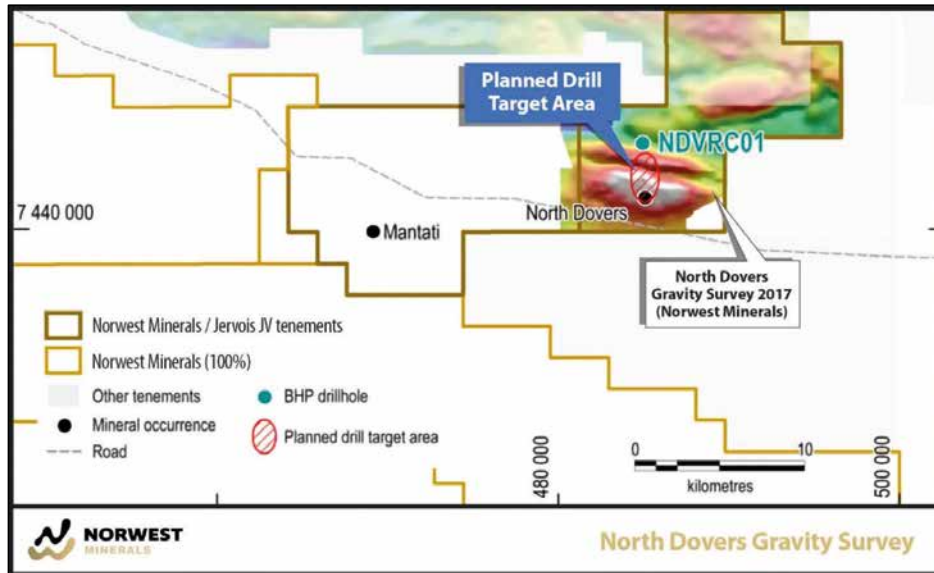 Planned Drill
Target Area
NDVRC01
7 440 000
Mantati
North Dovers
North Dovers
Gravity Survey 2017
(Norwest Minerals)
Norwest Minerals / Jervois JV tenements
Norwest Minerals (100%)
Other tenements
BHP drillhole
Mineral occurrence
Planned drill target area
Road
0
10
kilometres
480 000
500 000
NORWEST
MINERALS
North Dovers Gravity Survey